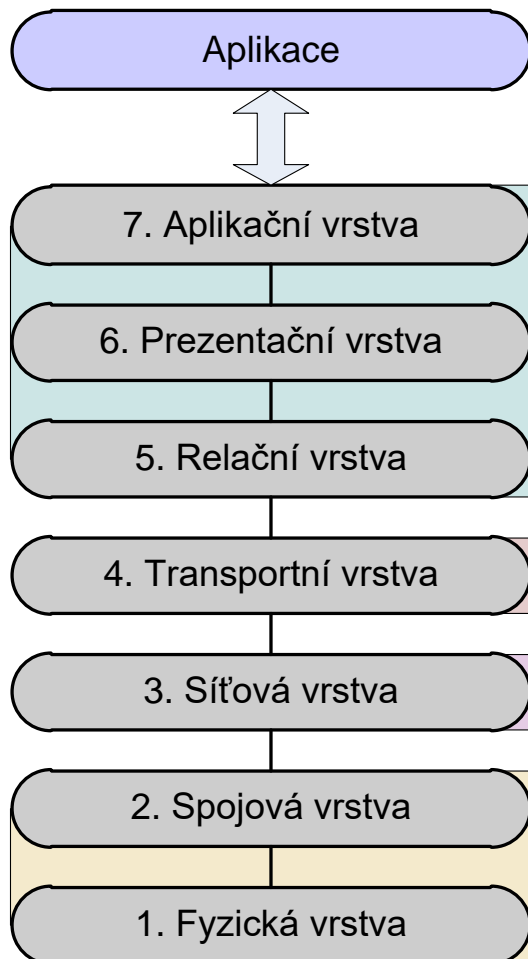 Aplikace
7. Aplikační vrstva
6. Prezentační vrstva
5. Relační vrstva
4. Transportní vrstva
3. Síťová vrstva
2. Spojová vrstva
1. Fyzická vrstva